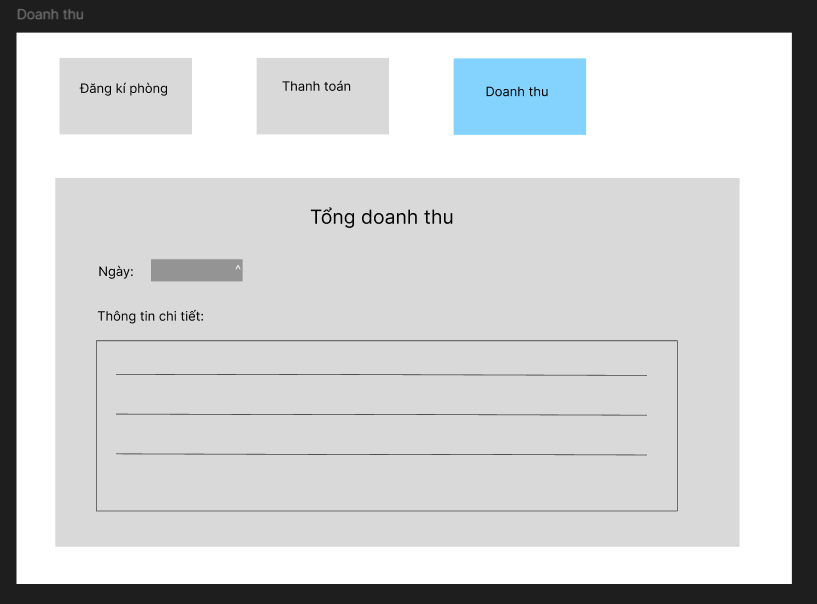 Doanh thu
Đăng kí phòng
Thanh toán
Doanh thu
Tổng doanh thu
Ngày:
^
Thông tin chi tiết: